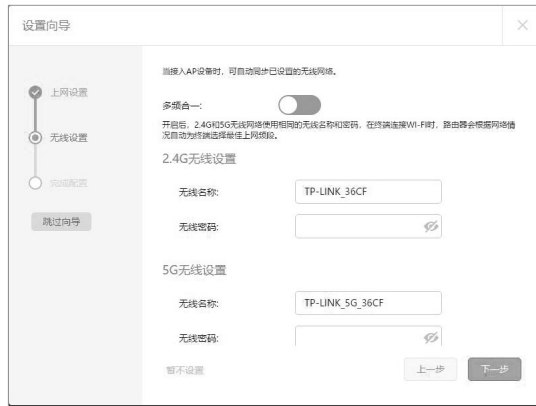 设置向导
上网设置
无线设置
完成配置
跳过向导
当接入AP设备时，可自动同步已设置的无线网络。
多频合一:
开启后，2.4G和5G无线网络使用相同的无线名称和密码，在终端连接WI-FI时，路由器会根据网络情
况自动为终端选择最佳上网频段。
2.4G无线设置
无线名称: TP-LINK_36CF
无线密码:
5G无线设置
无线名称: TP-LINK_5G_36CF
无线密码:
暂不设置 上一步 下一步